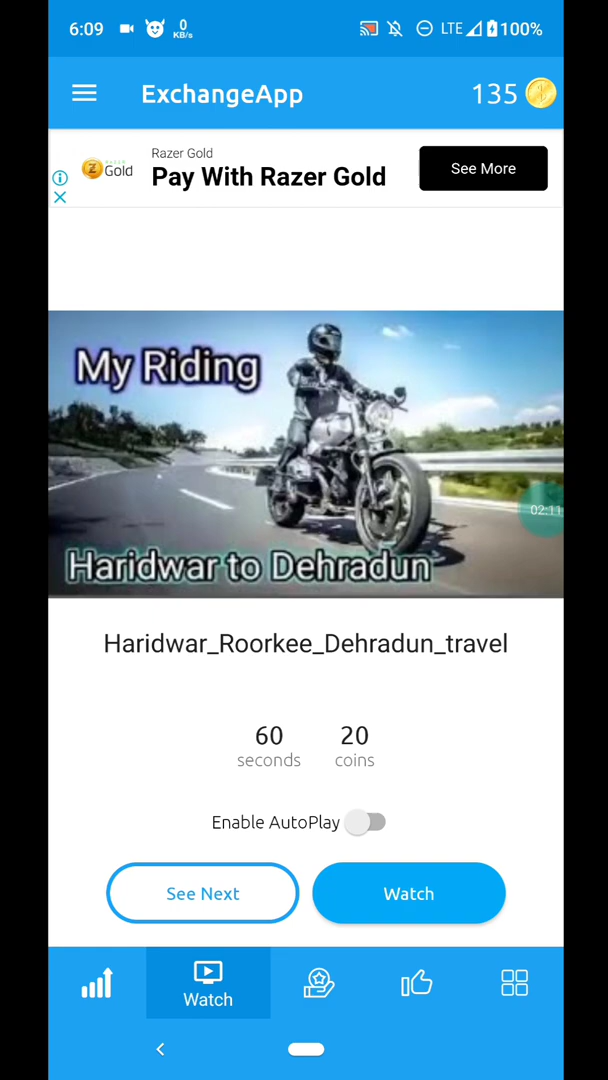 6:09
0
KB/s
LTE
100%
ExchangeApp
135
Gold
Razer Gold
Pay With Razer Gold
See More
My Riding
02:11
Haridwar to Dehradun
Haridwar_Roorkee_Dehradun_travel
60
seconds
20
coins
Enable AutoPlay
See Next
Watch
Watch